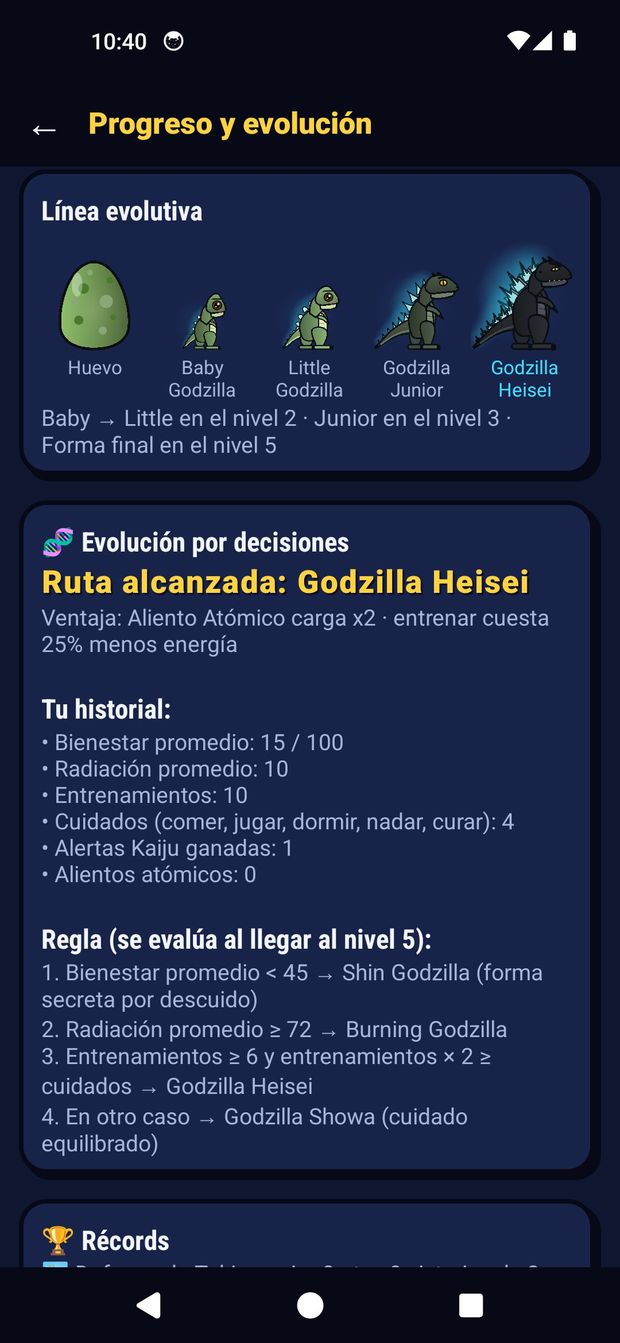 10:40
← Progreso y evolución
Línea evolutiva
Huevo
Baby Godzilla
Little Godzilla
Godzilla Junior
Godzilla Heisei
Baby → Little en el nivel 2 · Junior en el nivel 3 ·
Forma final en el nivel 5
🧬 Evolución por decisiones
Ruta alcanzada: Godzilla Heisei
Ventaja: Aliento Atómico carga x2 · entrenar cuesta
25% menos energía
Tu historial:
• Bienestar promedio: 15 / 100
• Radiación promedio: 10
• Entrenamientos: 10
• Cuidados (comer, jugar, dormir, nadar, curar): 4
• Alertas Kaiju ganadas: 1
• Alientos atómicos: 0
Regla (se evalúa al llegar al nivel 5):
1. Bienestar promedio < 45 → Shin Godzilla (forma
secreta por descuido)
2. Radiación promedio ≥ 72 → Burning Godzilla
3. Entrenamientos ≥ 6 y entrenamientos × 2 ≥
cuidados → Godzilla Heisei
4. En otro caso → Godzilla Showa (cuidado
equilibrado)
🏆 Récords